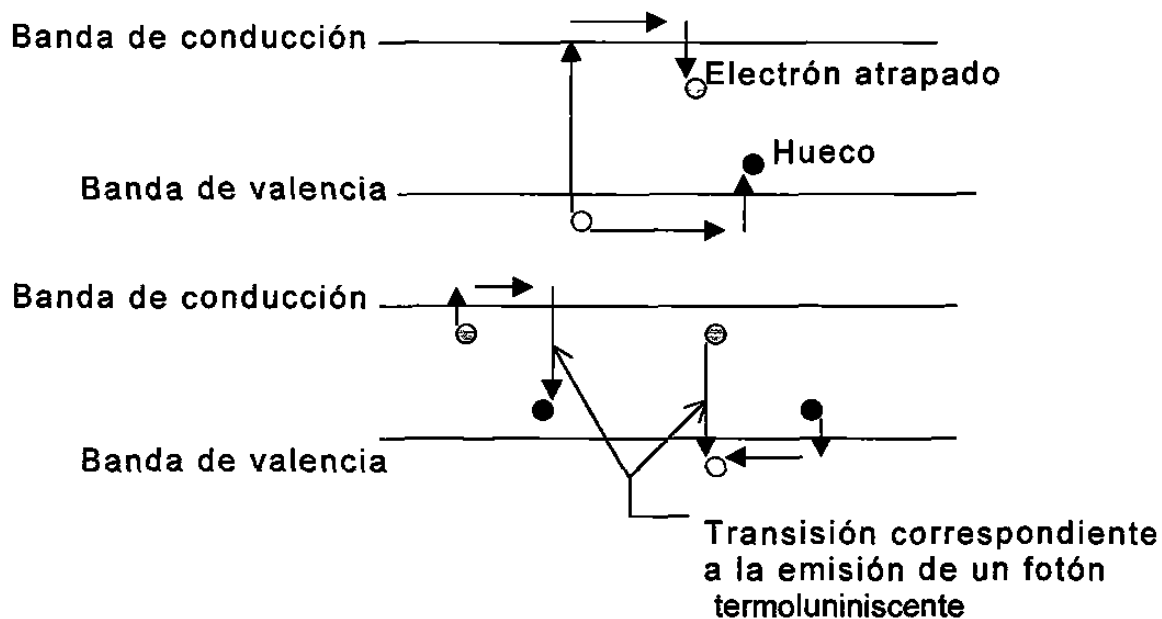 Banda de conducción
Electrón atrapado
Hueco
Banda de valencia
Banda de conducción
Banda de valencia
Transisión correspondiente
a la emisión de un fotón
termoluniniscente